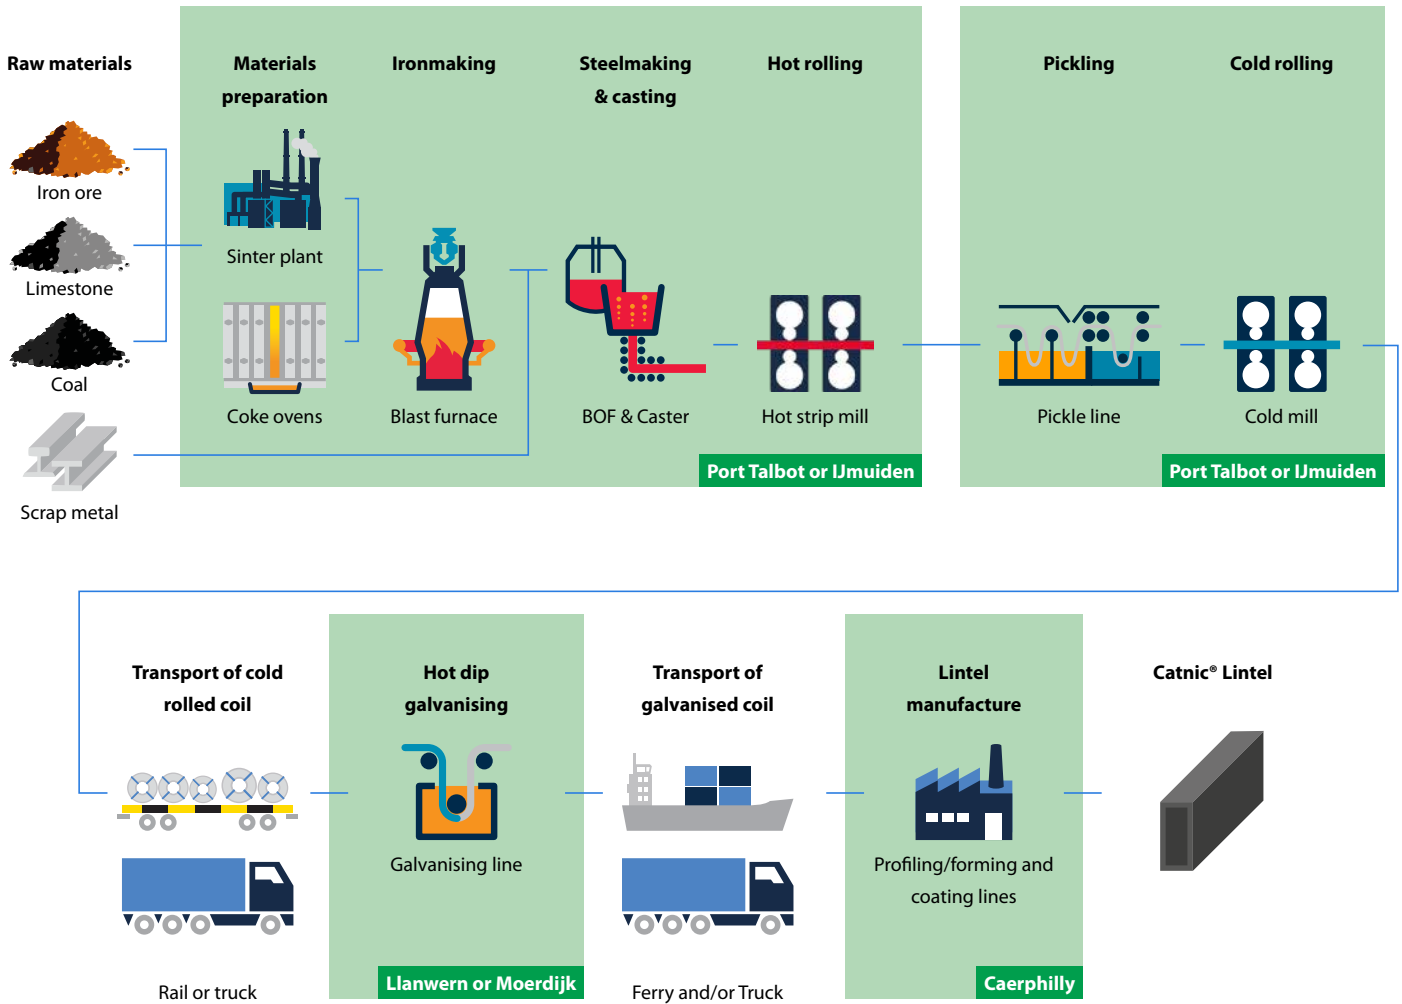 Raw materials
Materials
preparation
Ironmaking
Steelmaking
& casting
Hot rolling
Pickling
Cold rolling
Iron ore
Limestone
Coal
Scrap metal
Sinter plant
Coke ovens
Blast furnace
BOF & Caster
Hot strip mill
Pickle line
Cold mill
Port Talbot or IJmuiden
Port Talbot or IJmuiden
Transport of cold
rolled coil
Hot dip
galvanising
Transport of
galvanised coil
Lintel
manufacture
Catnic® Lintel
Galvanising line
Profiling/forming and
coating lines
Rail or truck
Llanwern or Moerdijk
Ferry and/or Truck
Caerphilly